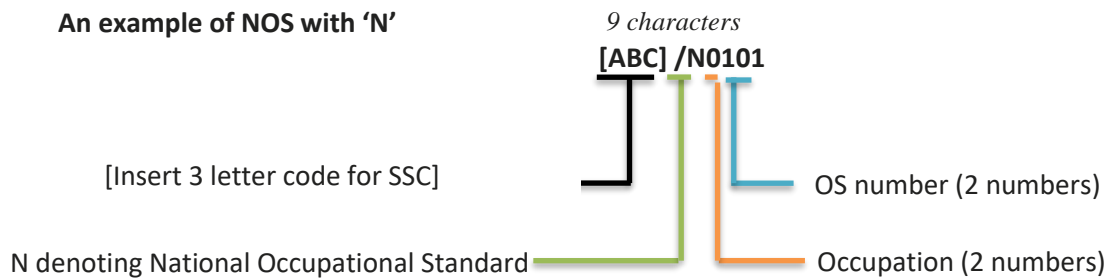 An example of NOS with ‘N’
9 characters
[ABC] /N0101
[Insert 3 letter code for SSC]
OS number (2 numbers)
N denoting National Occupational Standard
Occupation (2 numbers)